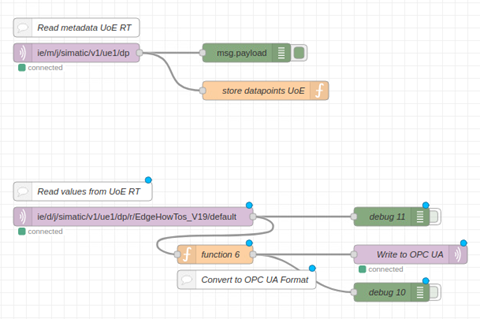 Read metadata UoE RT
ie/m/j/simatic/v1/ue1/dp
msg.payload
connected
store datapoints UoE
Read values from UoE RT
ie/d/j/simatic/v1/ue1/dp/r/EdgeHowTos_V19/default
debug 11
connected
function 6
Write to OPC UA
connected
Convert to OPC UA Format
debug 10